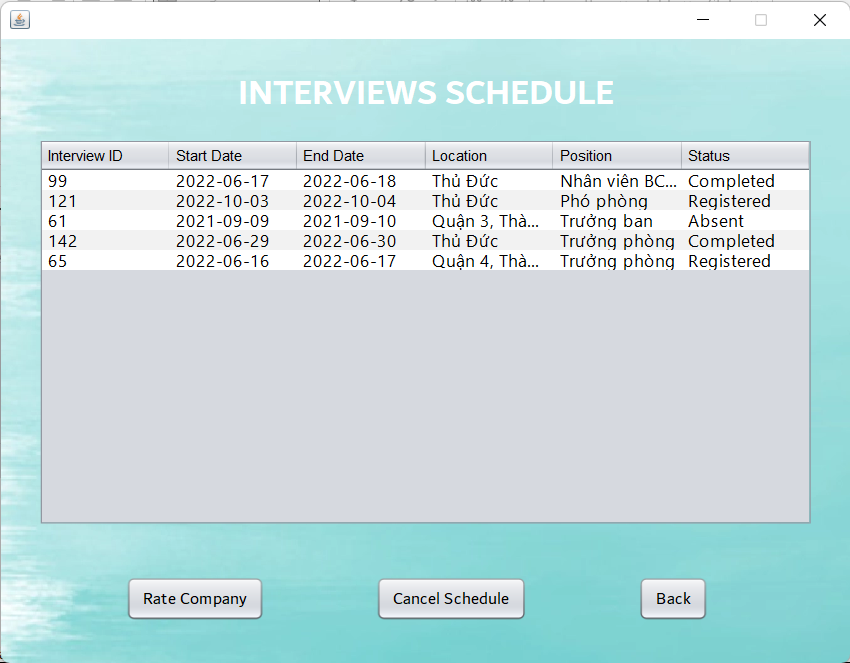 INTERVIEWS SCHEDULE
Interview ID Start Date End Date Location Position Status
99 2022-06-17 2022-06-18 Thủ Đức Nhân viên BC... Completed
121 2022-10-03 2022-10-04 Thủ Đức Phó phòng Registered
61 2021-09-09 2021-09-10 Quận 3, Thà... Trưởng ban Absent
142 2022-06-29 2022-06-30 Thủ Đức Trưởng phòng Completed
65 2022-06-16 2022-06-17 Quận 4, Thà... Trưởng phòng Registered
Rate Company Cancel Schedule Back